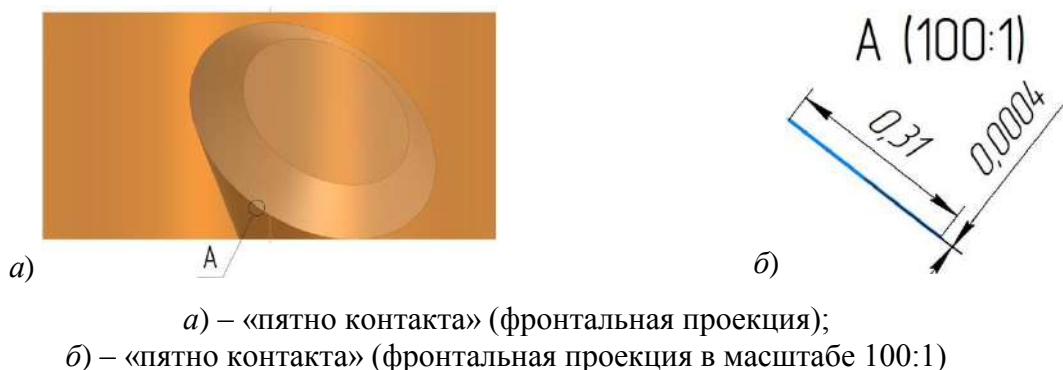 А (100:1)
0,31
0,0004
А
а)
б)
а) – «пятно контакта» (фронтальная проекция);
б) – «пятно контакта» (фронтальная проекция в масштабе 100:1)